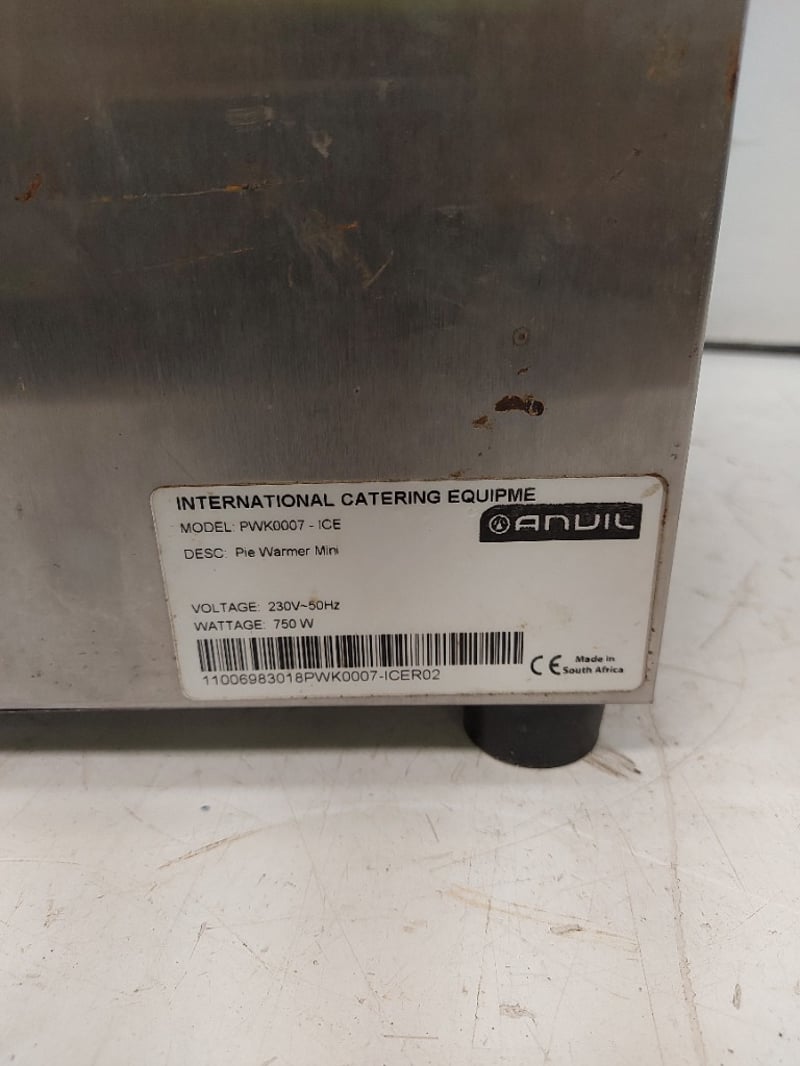 INTERNATIONAL CATERING EQUIPME
ANVIL
MODEL: PWK0007 - ICE
DESC: Pie Warmer Mini
VOLTAGE: 230V~50Hz
WATTAGE: 750 W
11006983018PWK0007-ICER02
CE Made in
South Africa